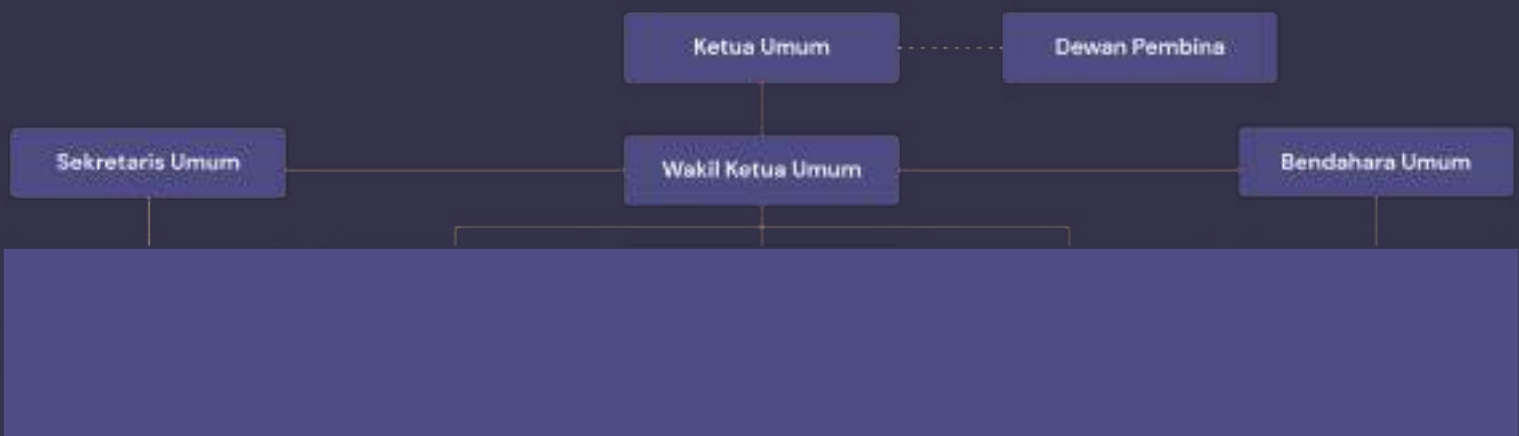 Ketua Umum
Dewan Pembina
Sekretaris Umum
Wakil Ketua Umum
Bendahara Umum